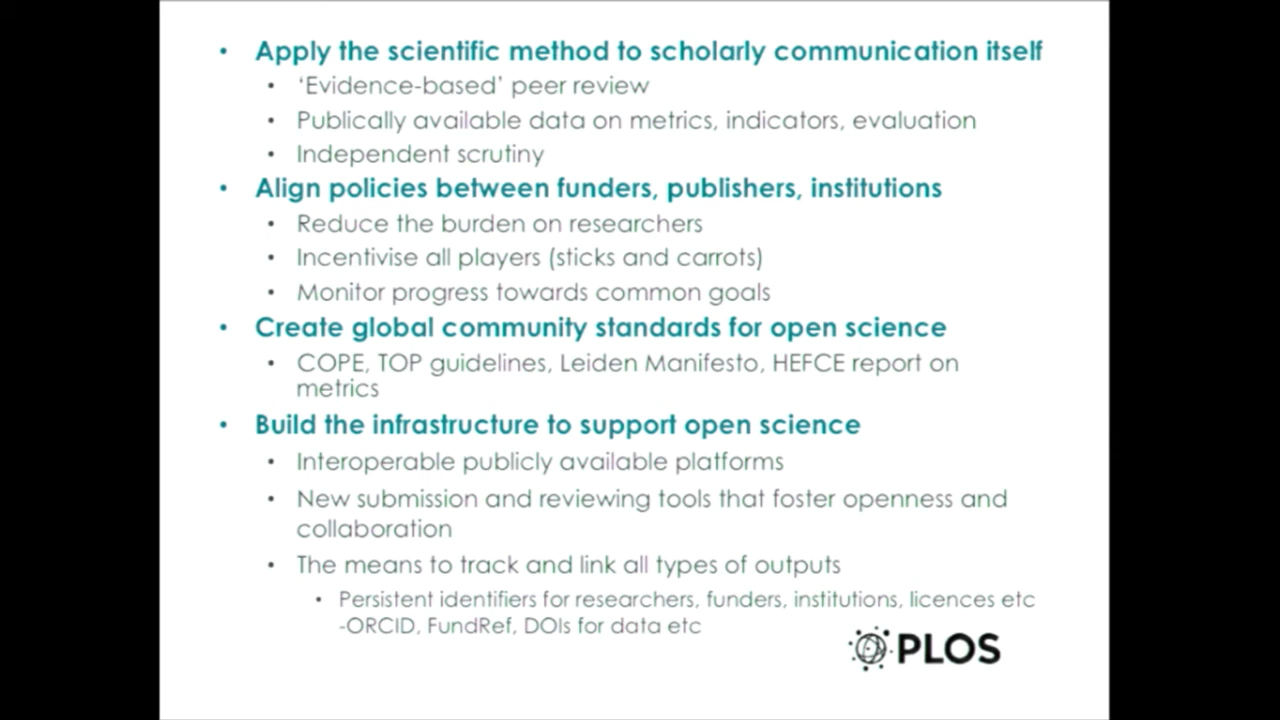 • Apply the scientific method to scholarly communication itself
• ‘Evidence-based’ peer review
• Publically available data on metrics, indicators, evaluation
• Independent scrutiny
• Align policies between funders, publishers, institutions
• Reduce the burden on researchers
• Incentivise all players (sticks and carrots)
• Monitor progress towards common goals
• Create global community standards for open science
• COPE, TOP guidelines, Leiden Manifesto, HEFCE report on
metrics
• Build the infrastructure to support open science
• Interoperable publicly available platforms
• New submission and reviewing tools that foster openness and
collaboration
• The means to track and link all types of outputs
• Persistent identifiers for researchers, funders, institutions, licences etc
-ORCID, FundRef, DOIs for data etc
PLOS